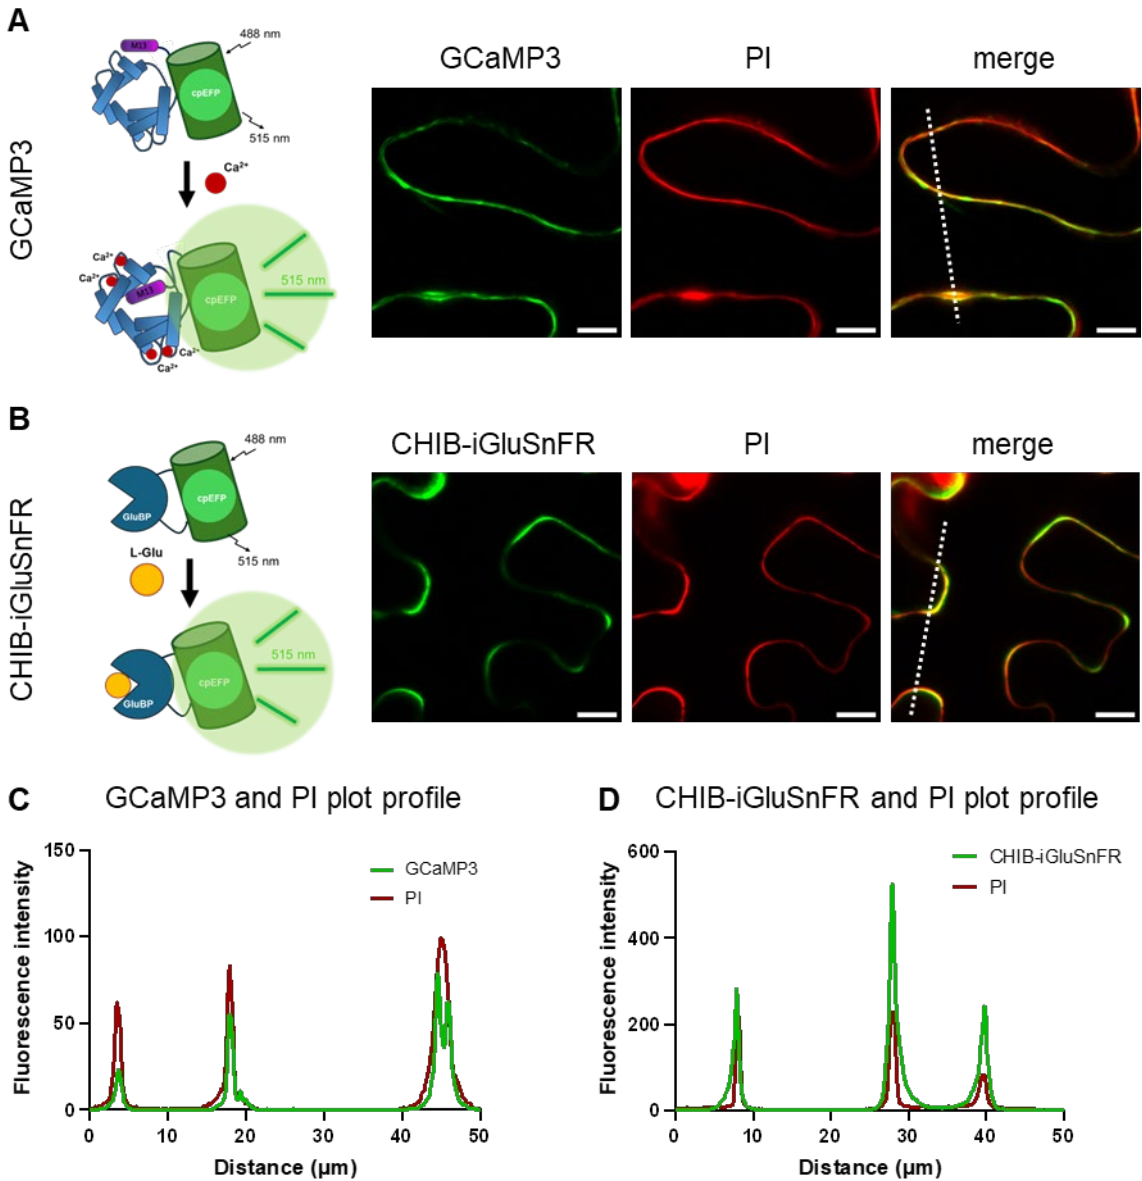 A
M13
488 nm
cpEFP
515 nm
Ca²⁺
Ca²⁺
Ca²⁺
M13
cpEFP
515 nm
Ca²⁺
Ca²⁺
GCaMP3
GCaMP3 PI merge
B
488 nm
cpEFP
GluBP
515 nm
L-Glu
515 nm
cpEFP
GluBP
CHIB-iGluSnFR
CHIB-iGluSnFR PI merge
C GCaMP3 and PI plot profile
Fluorescence intensity
150
100
50
0
GCaMP3
PI
0 10 20 30 40 50
Distance (µm)
D CHIB-iGluSnFR and PI plot profile
Fluorescence intensity
600
400
200
0
CHIB-iGluSnFR
PI
0 10 20 30 40 50
Distance (µm)